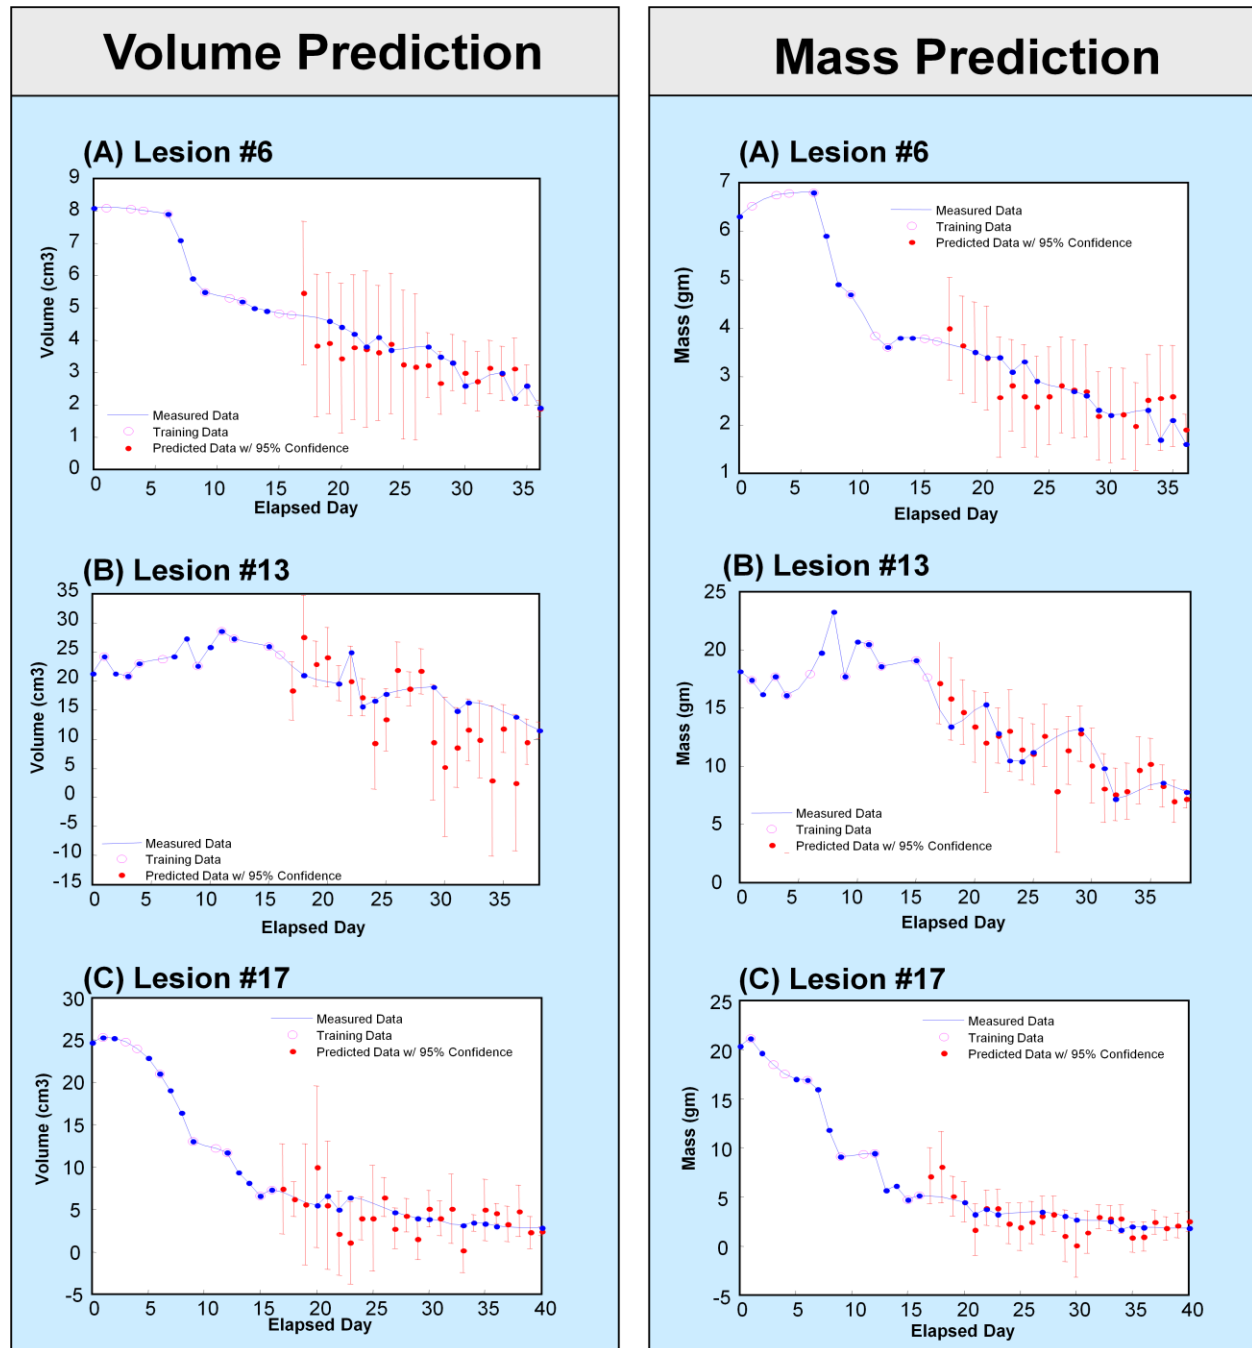 Volume Prediction
(A) Lesion #6
9
8
7
6
5
4
3
2
1
0
Volume (cm3)
Measured Data
Training Data
Predicted Data w/ 95% Confidence
0 5 10 15 20 25 30 35
Elapsed Day
(B) Lesion #13
35
30
25
20
15
10
5
0
-5
-10
-15
Volume (cm3)
Measured Data
Training Data
Predicted Data w/ 95% Confidence
0 5 10 15 20 25 30 35
Elapsed Day
(C) Lesion #17
30
25
20
15
10
5
0
-5
Volume (cm3)
Measured Data
Training Data
Predicted Data w/ 95% Confidence
0 5 10 15 20 25 30 35 40
Elapsed Day
Mass Prediction
(A) Lesion #6
7
6
5
4
3
2
1
Mass (gm)
Measured Data
Training Data
Predicted Data w/ 95% Confidence
0 5 10 15 20 25 30 35
Elapsed Day
(B) Lesion #13
25
20
15
10
5
0
Mass (gm)
Measured Data
Training Data
Predicted Data w/ 95% Confidence
0 5 10 15 20 25 30 35
Elapsed Day
(C) Lesion #17
25
20
15
10
5
0
-5
Mass (gm)
Measured Data
Training Data
Predicted Data w/ 95% Confidence
0 5 10 15 20 25 30 35 40
Elapsed Day